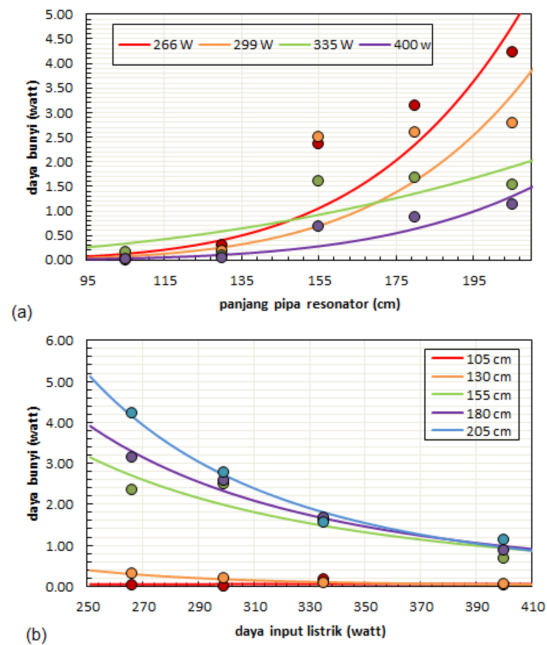 5.00
4.50
4.00
3.50
3.00
2.50
2.00
1.50
1.00
0.50
0.00
daya bunyi (watt)
266 W 299 W 335 W 400 w
95 115 135 155 175 195
panjang pipa resonator (cm)
(a)
6.00
5.00
4.00
3.00
2.00
1.00
0.00
daya bunyi (watt)
105 cm
130 cm
155 cm
180 cm
205 cm
250 270 290 310 330 350 370 390 410
daya input listrik (watt)
(b)